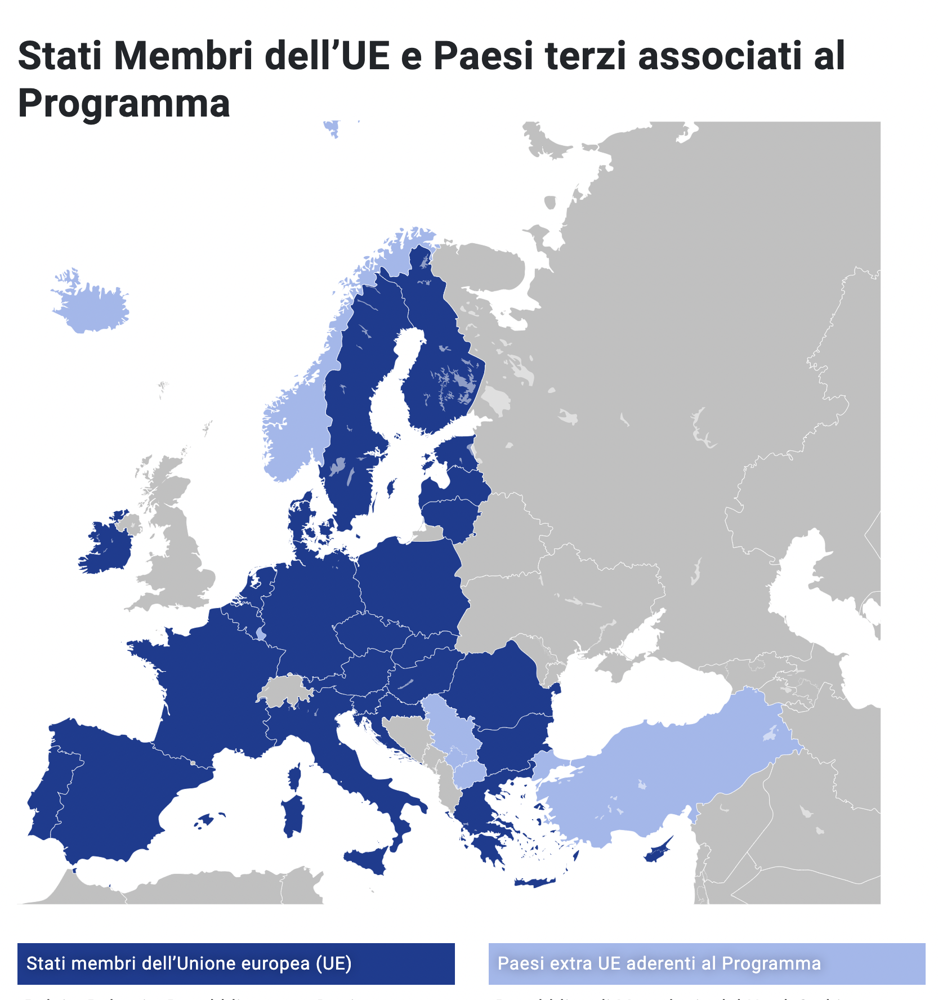 Stati Membri dell’UE e Paesi terzi associati al
Programma
Stati membri dell’Unione europea (UE)
Paesi extra UE aderenti al Programma